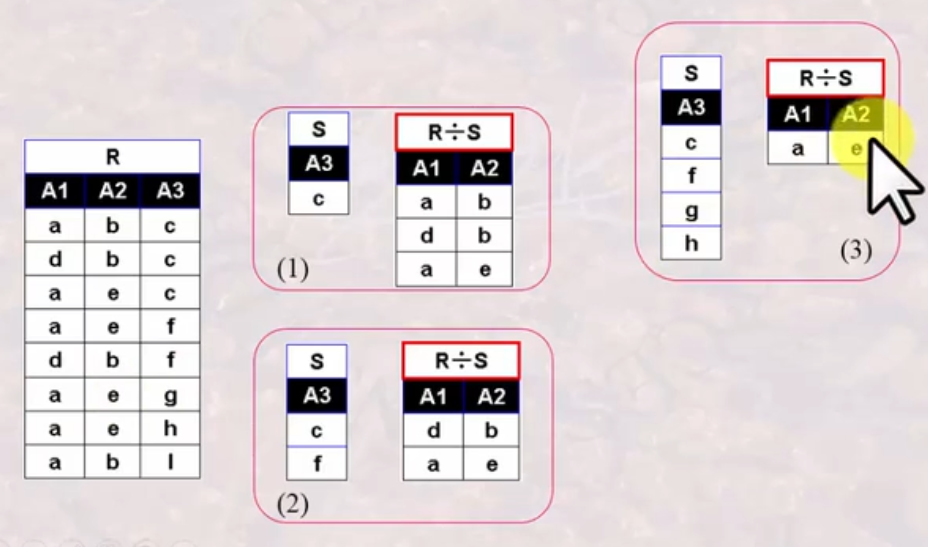 R
A1 A2 A3
a b c
d b c
a e c
a e f
d b f
a e g
a e h
a b l
S
A3
c
R÷S
A1 A2
a b
d b
a e
(1)
S
A3
c
f
R÷S
A1 A2
d b
a e
(2)
S
A3
c
f
g
h
R÷S
A1 A2
a e
(3)